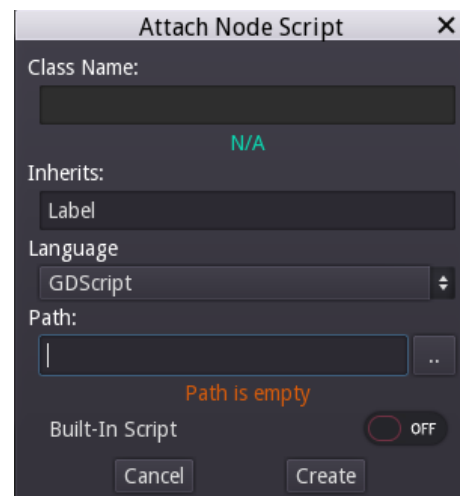 Attach Node Script
Class Name:
N/A
Inherits:
Label
Language
GDScript
Path:
..
Path is empty
Built-In Script OFF
Cancel Create